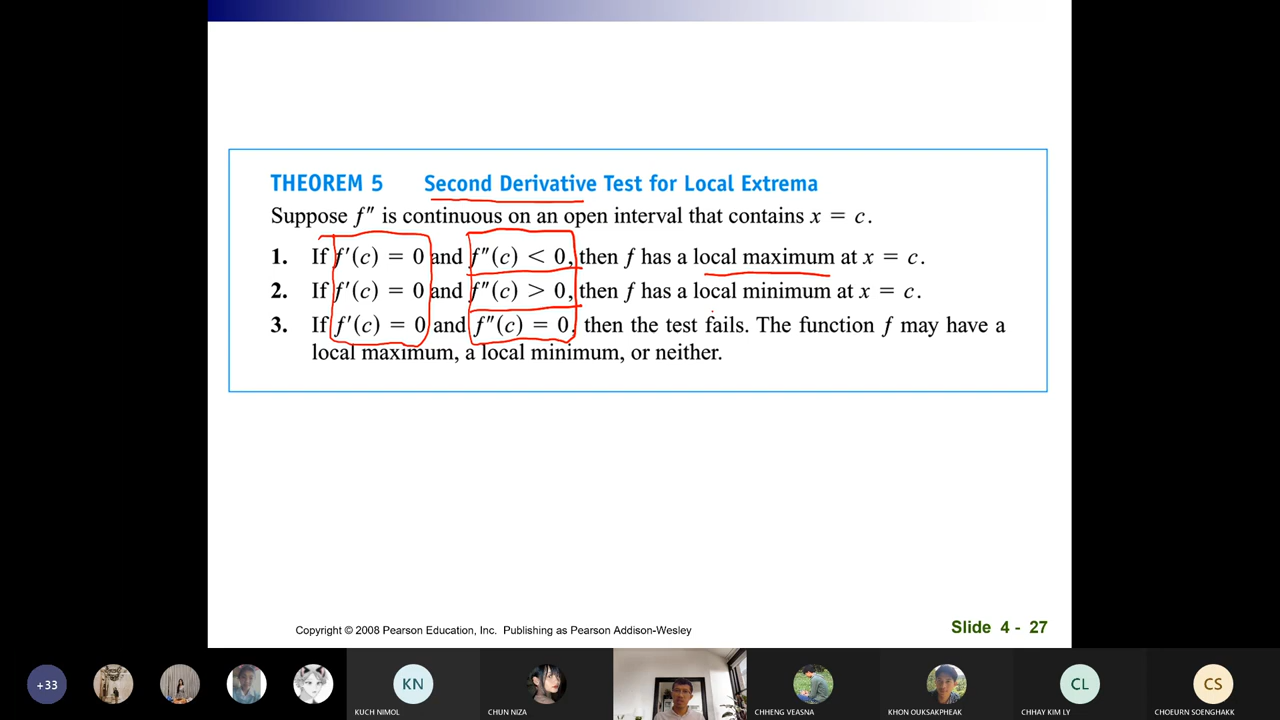 THEOREM 5 Second Derivative Test for Local Extrema
Suppose f″ is continuous on an open interval that contains x = c.
1. If f′(c) = 0 and f″(c) < 0, then f has a local maximum at x = c.
2. If f′(c) = 0 and f″(c) > 0, then f has a local minimum at x = c.
3. If f′(c) = 0 and f″(c) = 0, then the test fails. The function f may have a
local maximum, a local minimum, or neither.
Copyright © 2008 Pearson Education, Inc. Publishing as Pearson Addison-Wesley
Slide 4 - 27
+33
KN
CL
CS
KUCH NIMOL
CHUN NIZA
CHHENG VEASNA
KHON OUKSAKPHEAK
CHHAY KIM LY
CHOEURN SOENGHAKK